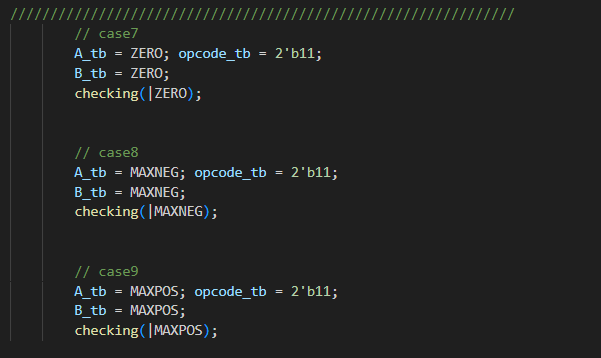 /////////////////////////////////////////////////////////////
// case7
A_tb = ZERO; opcode_tb = 2'b11;
B_tb = ZERO;
checking(|ZERO);
// case8
A_tb = MAXNEG; opcode_tb = 2'b11;
B_tb = MAXNEG;
checking(|MAXNEG);
// case9
A_tb = MAXPOS; opcode_tb = 2'b11;
B_tb = MAXPOS;
checking(|MAXPOS);